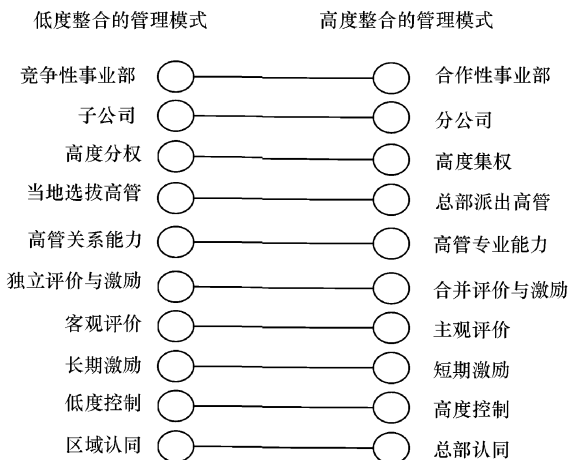 低度整合的管理模式 高度整合的管理模式
竞争性事业部 合作性事业部
子公司 分公司
高度分权 高度集权
当地选拔高管 总部派出高管
高管关系能力 高管专业能力
独立评价与激励 合并评价与激励
客观评价 主观评价
长期激励 短期激励
低度控制 高度控制
区域认同 总部认同